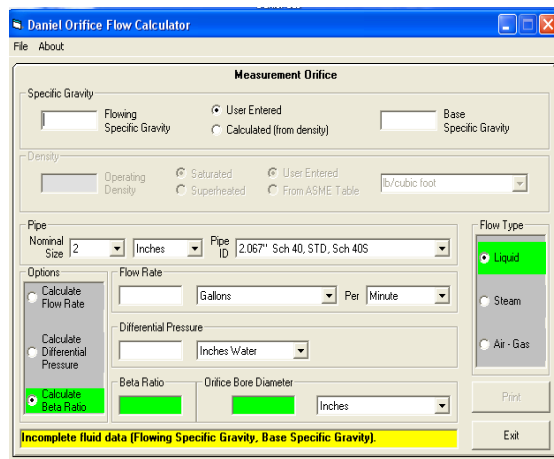 Daniel Orifice Flow Calculator
File About
Measurement Orifice
Specific Gravity
Flowing Specific Gravity
User Entered
Calculated (from density)
Base Specific Gravity
Density
Operating Density
Saturated
Superheated
User Entered
From ASME Table
lb/cubic foot
Pipe
Nominal Size 2 Inches Pipe ID 2.067" Sch 40, STD, Sch 40S
Flow Type
Liquid
Steam
Air - Gas
Options
Calculate Flow Rate
Calculate Differential Pressure
Calculate Beta Ratio
Flow Rate
Gallons Per Minute
Differential Pressure
Inches Water
Beta Ratio
Orifice Bore Diameter
Inches
Print
Exit
Incomplete fluid data (Flowing Specific Gravity, Base Specific Gravity).